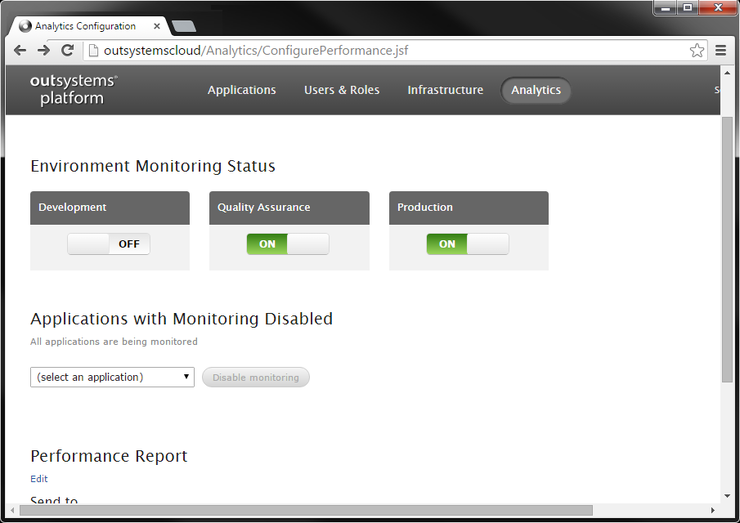 Analytics Configuration
outsystemscloud/Analytics/ConfigurePerformance.jsf
outsystems®
platform
Applications Users & Roles Infrastructure Analytics
Environment Monitoring Status
Development Quality Assurance Production
OFF ON ON
Applications with Monitoring Disabled
All applications are being monitored
(select an application) Disable monitoring
Performance Report
Edit
Send to